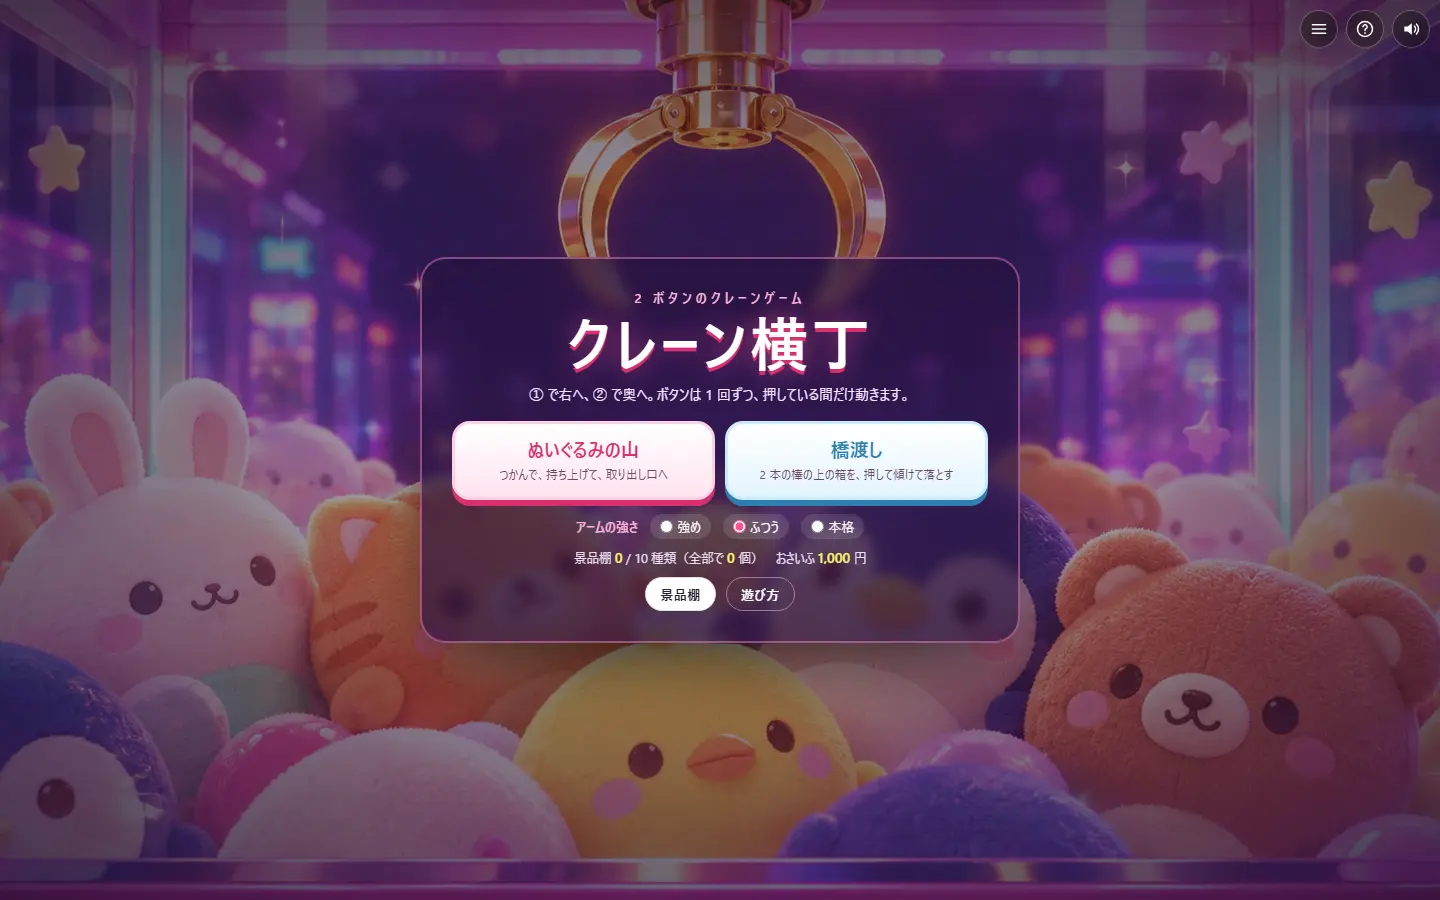 2 ボタンのクレーンゲーム
クレーン横丁
① で右へ、② で奥へ。ボタンは 1 回ずつ、押している間だけ動きます。
ぬいぐるみの山
つかんで、持ち上げて、取り出し口へ
橋渡し
2 本の棒の上の箱を、押して傾けて落とす
アームの強さ 強め ふつう 本格
景品棚 0 / 10 種類（全部で 0 個） おさいふ 1,000 円
景品棚 遊び方